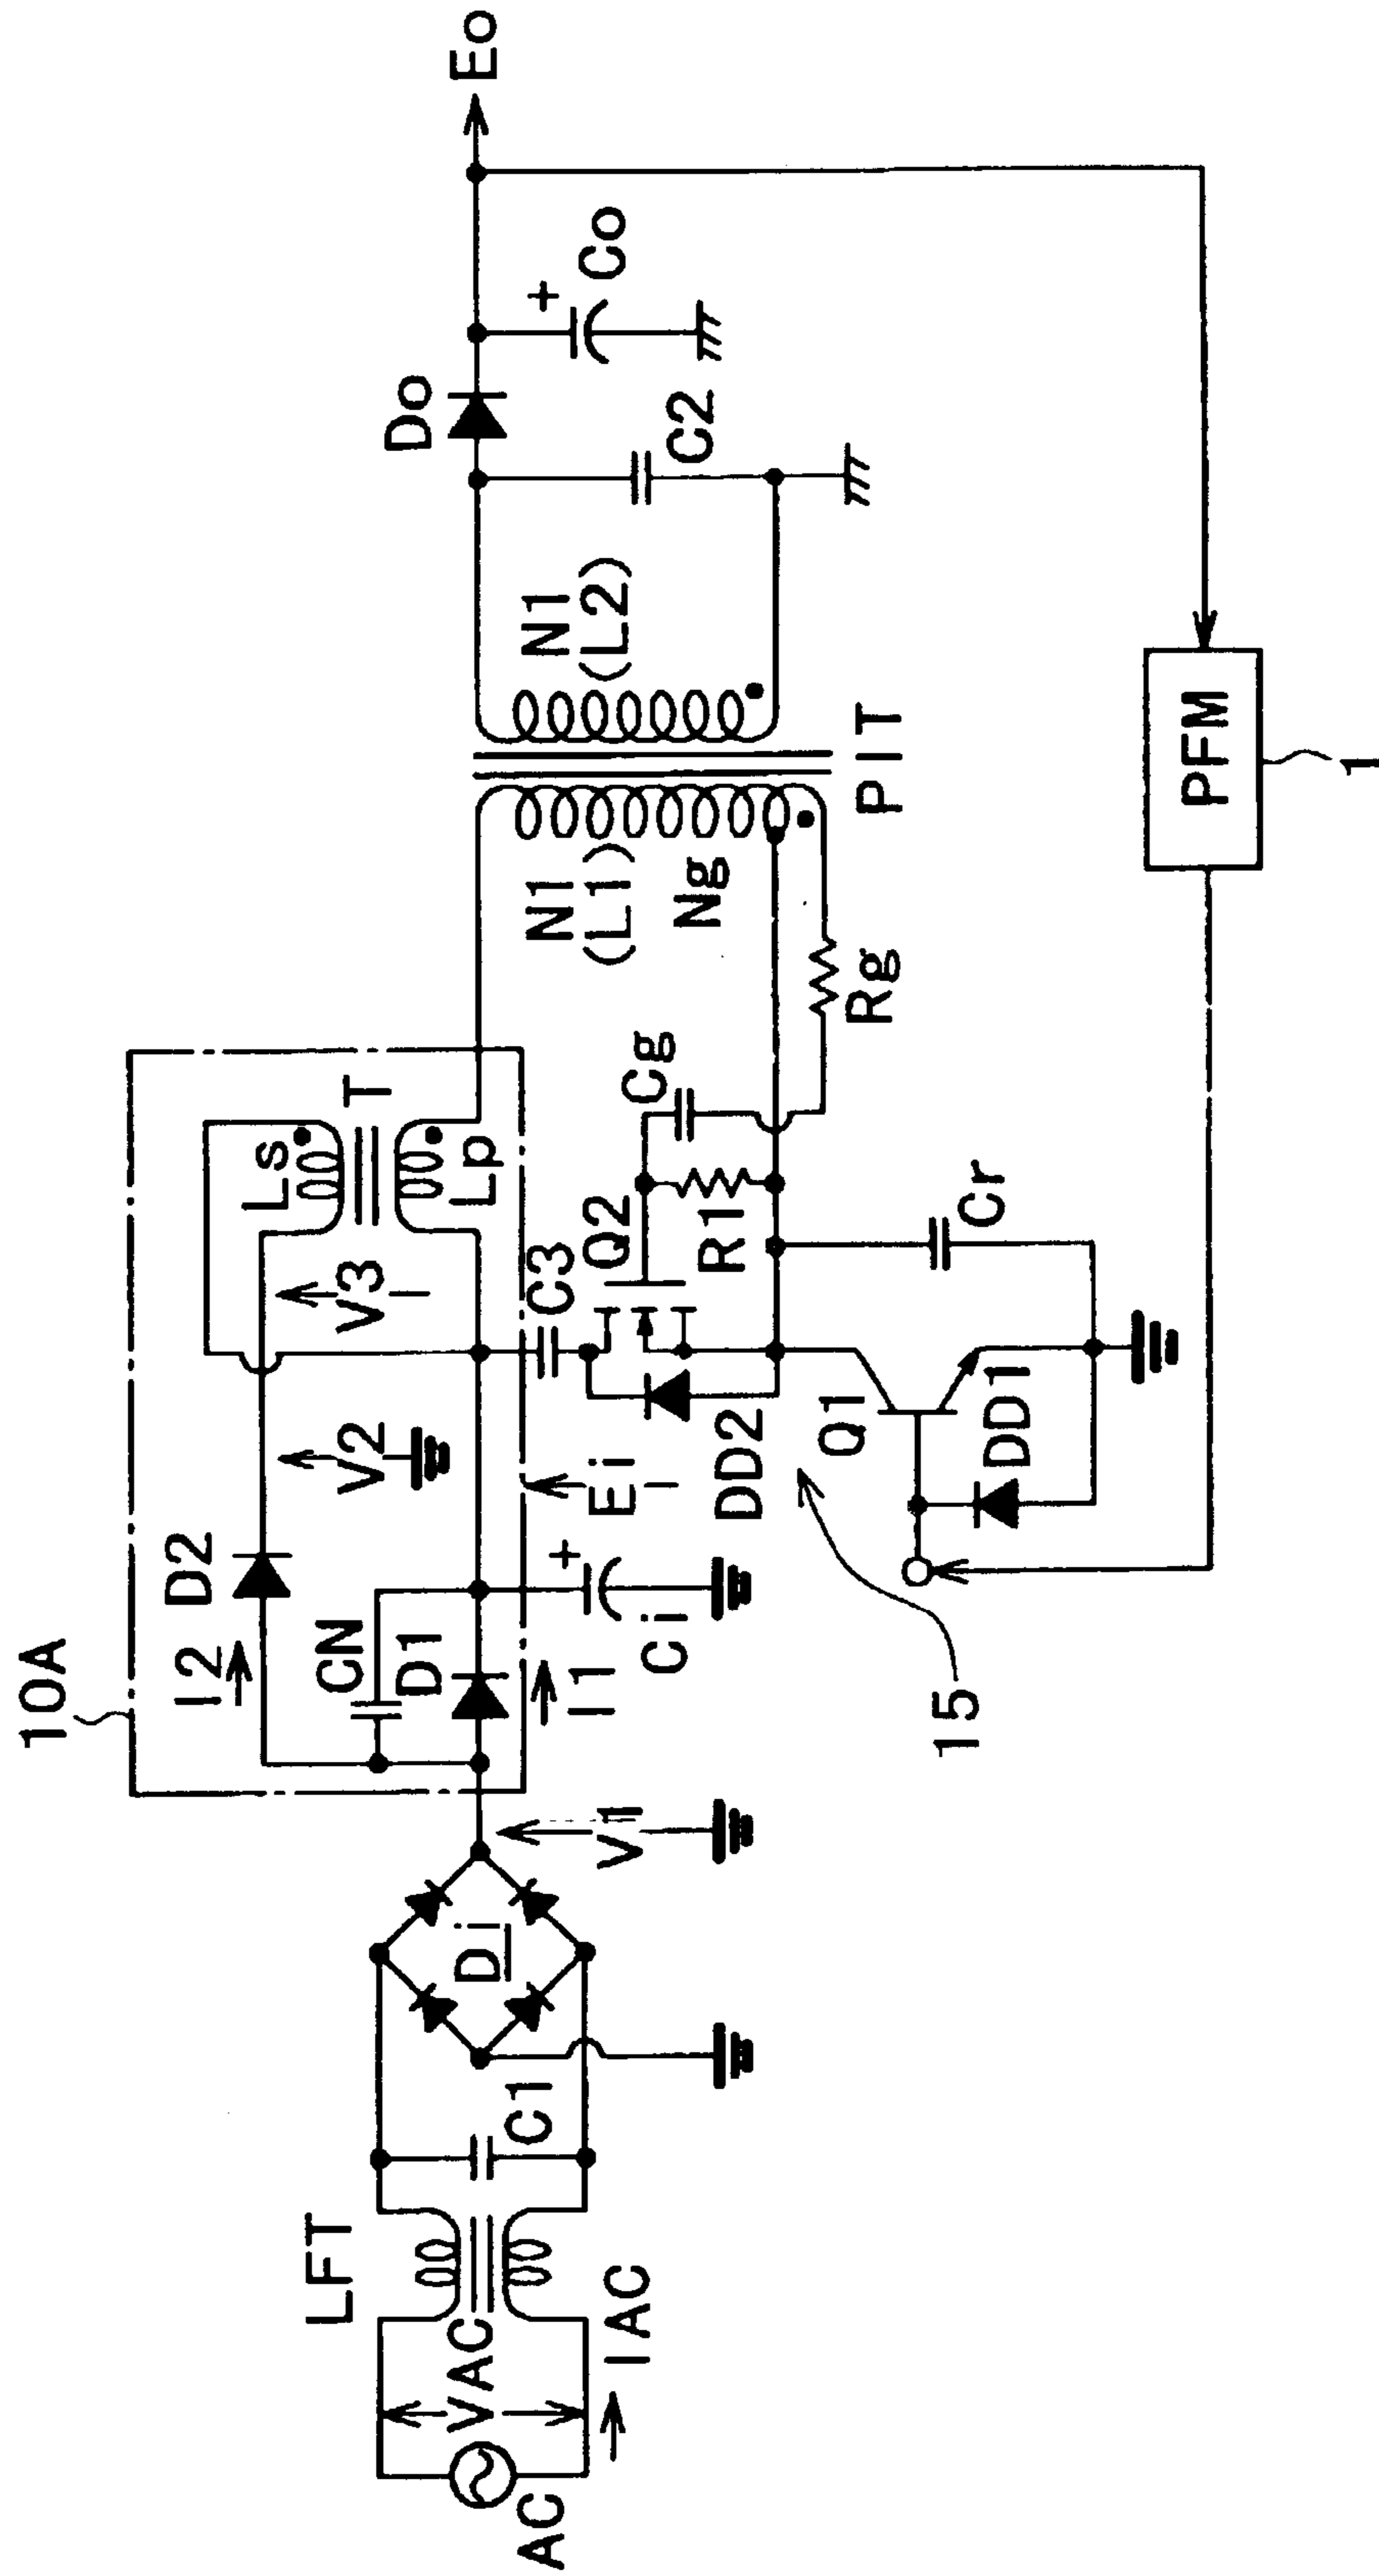 10A
I2
D2
V2
V3
Ls
T
Lp
CN
D1
I1
Ci
Ei
C3
Q2
Cg
R1
Rg
DD2
Q1
DD1
Cr
15
N1
(L1)
Ng
PIT
N1
(L2)
C2
Do
Co
+
Eo
PFM
1
AC
VAC
IAC
LFT
C1
Di
V1
+